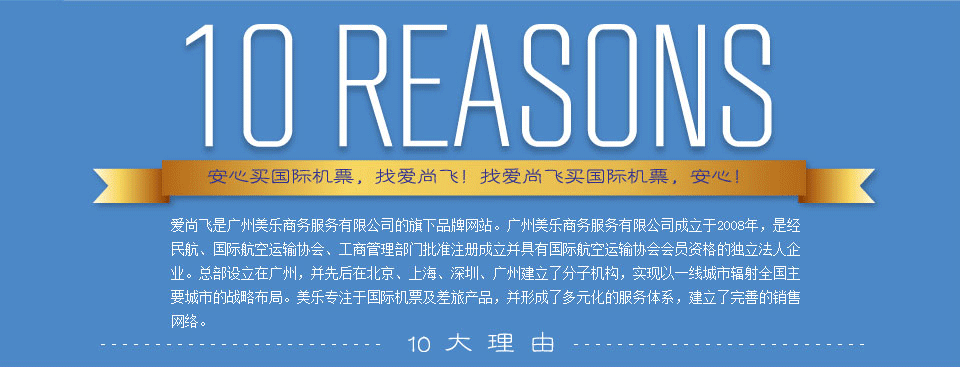 10 REASONS
安心买国际机票，找爱尚飞！找爱尚飞买国际机票，安心！
爱尚飞是广州美乐商务服务有限公司的旗下品牌网站。广州美乐商务服务有限公司成立于2008年，是经
民航、国际航空运输协会、工商管理部门批准注册成立并具有国际航空运输协会会员资格的独立法人企
业。总部设立在广州，并先后在北京、上海、深圳、广州建立了分子机构，实现以一线城市辐射全国主
要城市的战略布局。美乐专注于国际机票及差旅产品，并形成了多元化的服务体系，建立了完善的销售
网络。
10 大 理 由